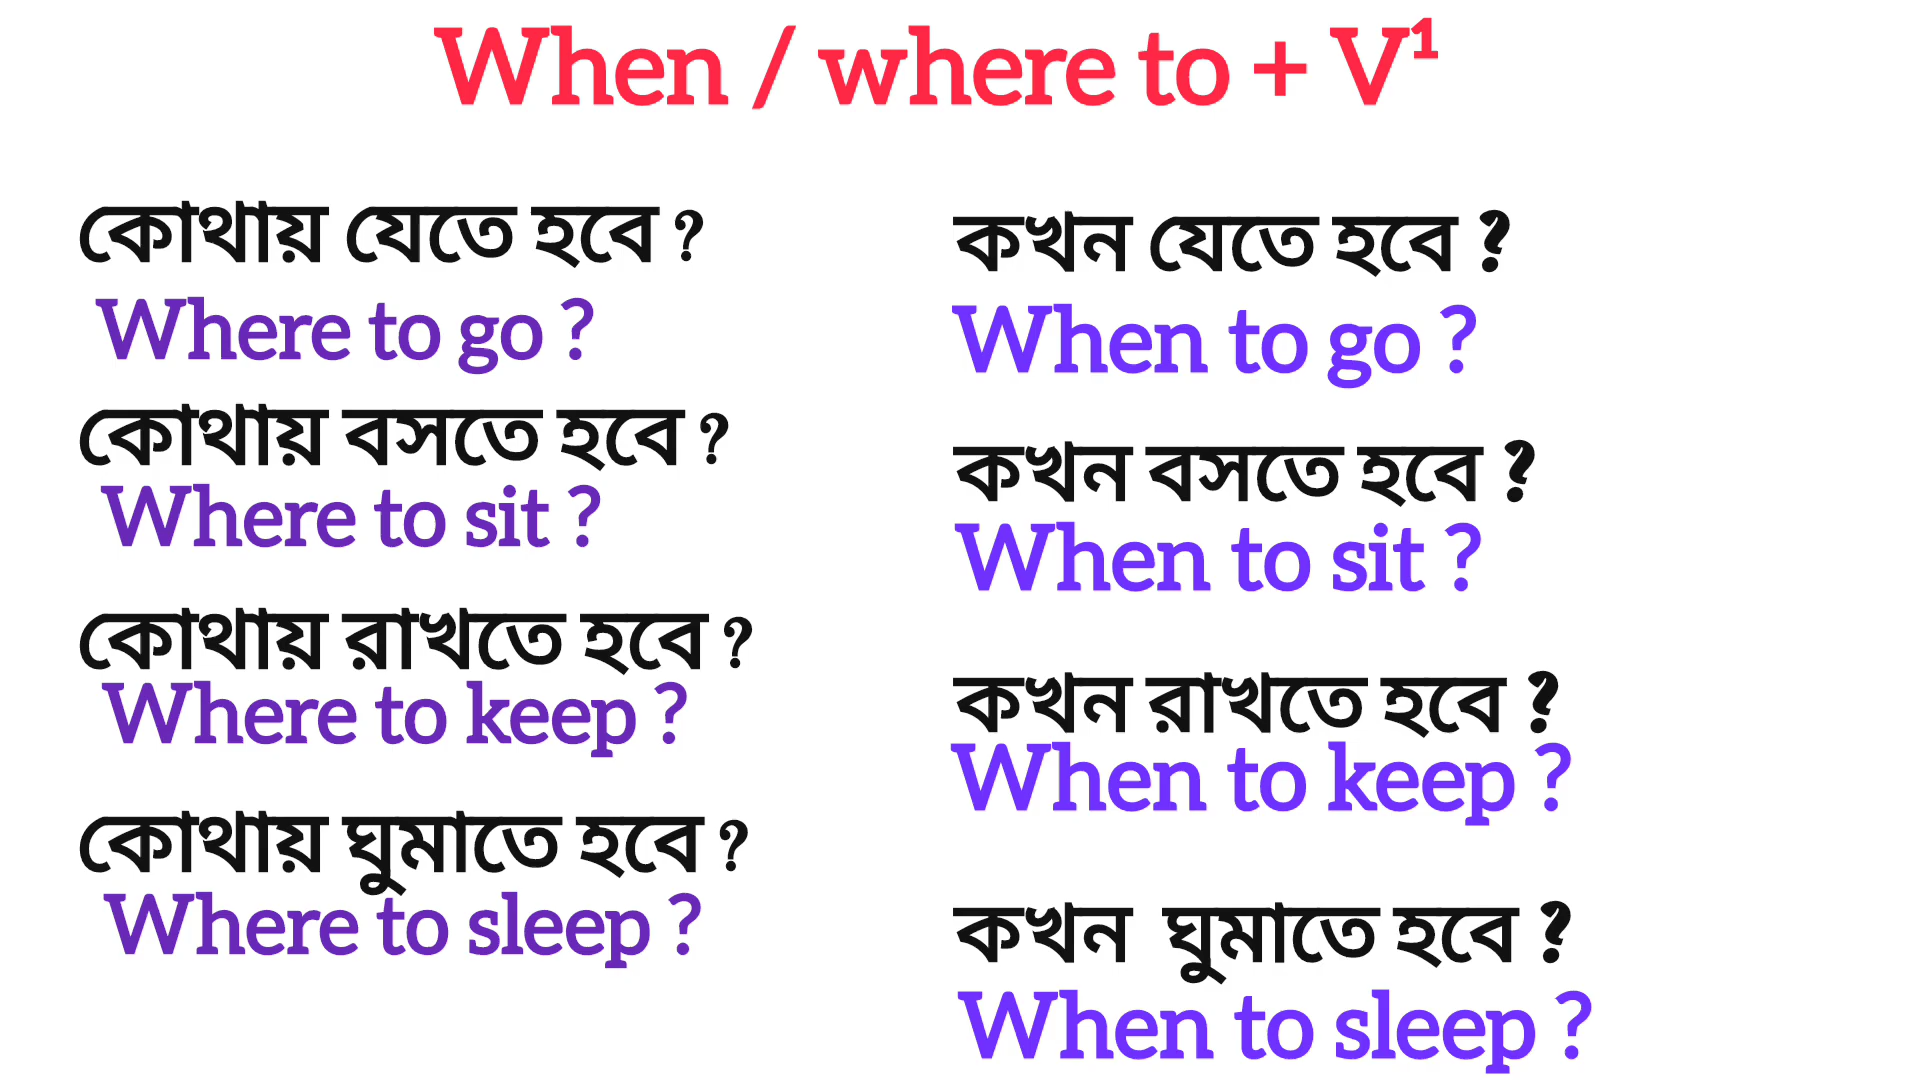 When / where to + V¹
কোথায় যেতে হবে ?
Where to go ?
কোথায় বসতে হবে ?
Where to sit ?
কোথায় রাখতে হবে ?
Where to keep ?
কোথায় ঘুমাতে হবে ?
Where to sleep ?
কখন যেতে হবে ?
When to go ?
কখন বসতে হবে ?
When to sit ?
কখন রাখতে হবে ?
When to keep ?
কখন ঘুমাতে হবে ?
When to sleep ?